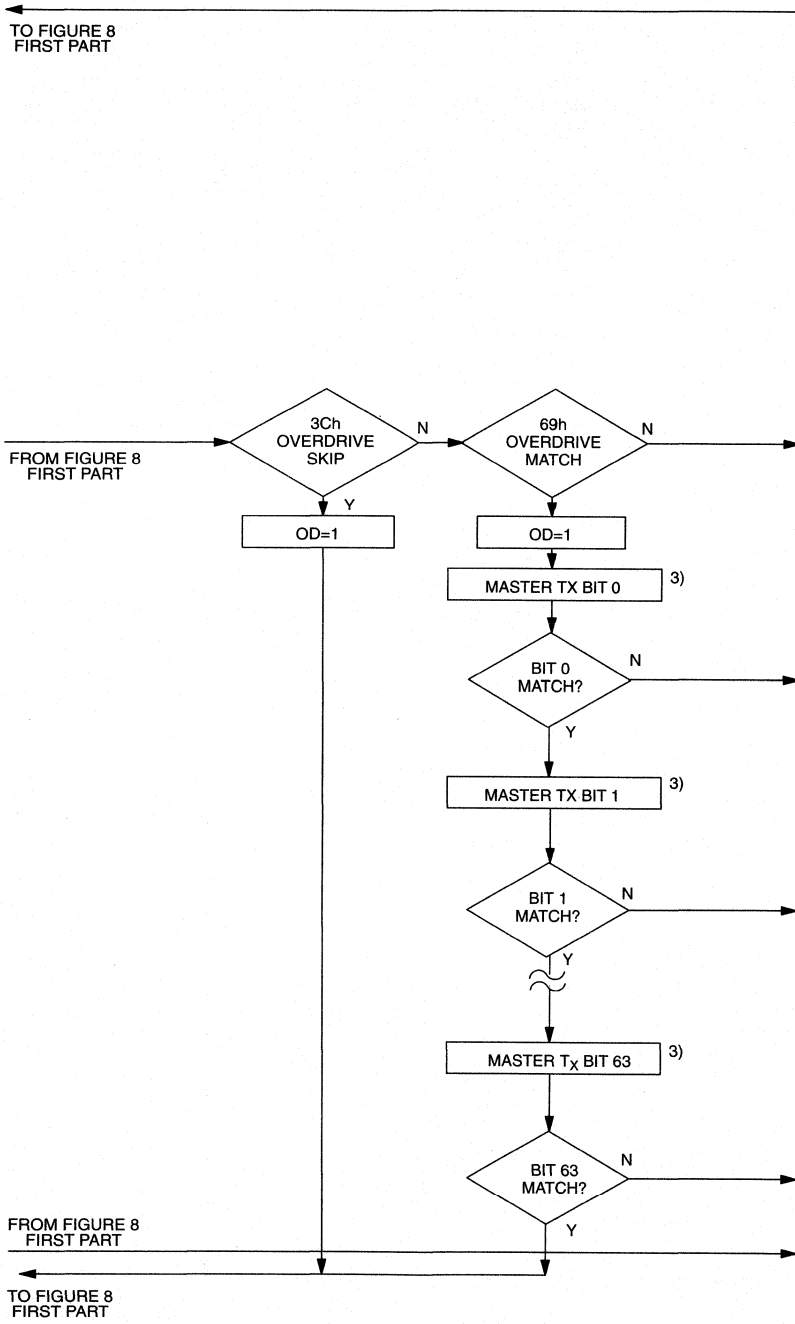 TO FIGURE 8
FIRST PART
3Ch
OVERDRIVE
SKIP
N
69h
OVERDRIVE
MATCH
N
FROM FIGURE 8
FIRST PART
Y
OD=1
OD=1
MASTER TX BIT 0
3)
BIT 0
MATCH?
N
Y
MASTER TX BIT 1
3)
BIT 1
MATCH?
N
Y
MASTER TX BIT 63
3)
BIT 63
MATCH?
N
Y
FROM FIGURE 8
FIRST PART
TO FIGURE 8
FIRST PART